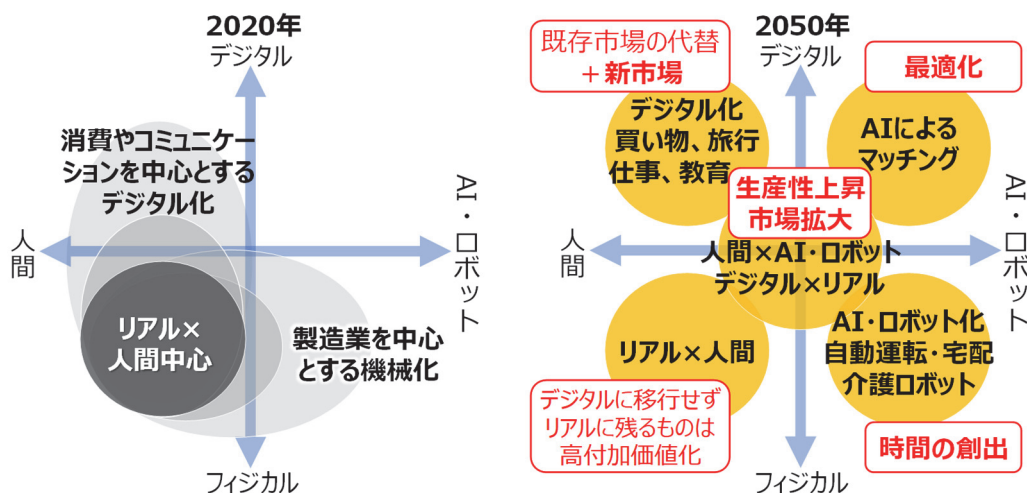 2020年
デジタル
消費やコミュニケー
ションを中心とする
デジタル化
人間
AI・ロボット
リアル×
人間中心
製造業を中心
とする機械化
フィジカル
2050年
デジタル
既存市場の代替
＋新市場
最適化
デジタル化
買い物、旅行
仕事、教育
AIによる
マッチング
生産性上昇
市場拡大
人間
AI・ロボット
人間×AI・ロボット
デジタル×リアル
リアル×人間
AI・ロボット化
自動運転・宅配
介護ロボット
デジタルに移行せず
リアルに残るものは
高付加価値化
時間の創出
フィジカル